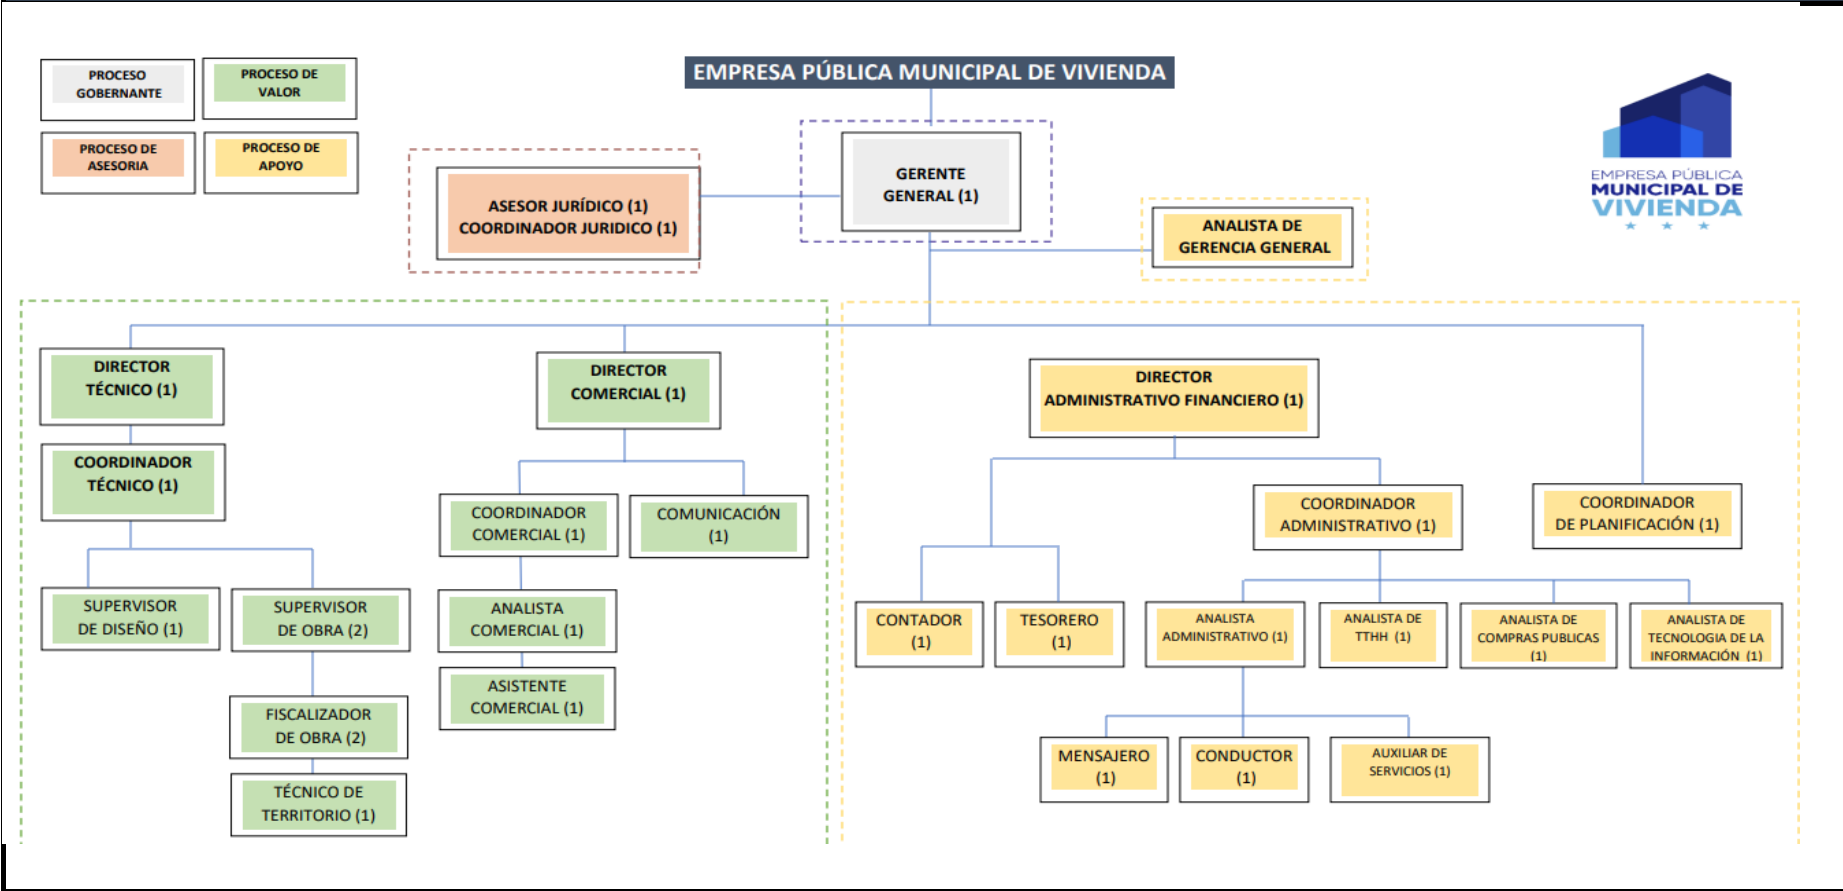 EMPRESA PÚBLICA MUNICIPAL DE VIVIENDA
PROCESO
GOBERNANTE
PROCESO DE
VALOR
PROCESO DE
ASESORIA
PROCESO DE
APOYO
EMPRESA PÚBLICA
MUNICIPAL DE
VIVIENDA
GERENTE
GENERAL (1)
ASESOR JURÍDICO (1)
COORDINADOR JURIDICO (1)
ANALISTA DE
GERENCIA GENERAL
DIRECTOR
TÉCNICO (1)
COORDINADOR
TÉCNICO (1)
SUPERVISOR
DE DISEÑO (1)
SUPERVISOR
DE OBRA (2)
FISCALIZADOR
DE OBRA (2)
TÉCNICO DE
TERRITORIO (1)
DIRECTOR
COMERCIAL (1)
COORDINADOR
COMERCIAL (1)
COMUNICACIÓN
(1)
ANALISTA
COMERCIAL (1)
ASISTENTE
COMERCIAL (1)
DIRECTOR
ADMINISTRATIVO FINANCIERO (1)
COORDINADOR
ADMINISTRATIVO (1)
COORDINADOR
DE PLANIFICACIÓN (1)
CONTADOR
(1)
TESORERO
(1)
ANALISTA
ADMINISTRATIVO (1)
ANALISTA DE
TTHH (1)
ANALISTA DE
COMPRAS PUBLICAS
(1)
ANALISTA DE
TECNOLOGIA DE LA
INFORMACIÓN (1)
MENSAJERO
(1)
CONDUCTOR
(1)
AUXILIAR DE
SERVICIOS (1)